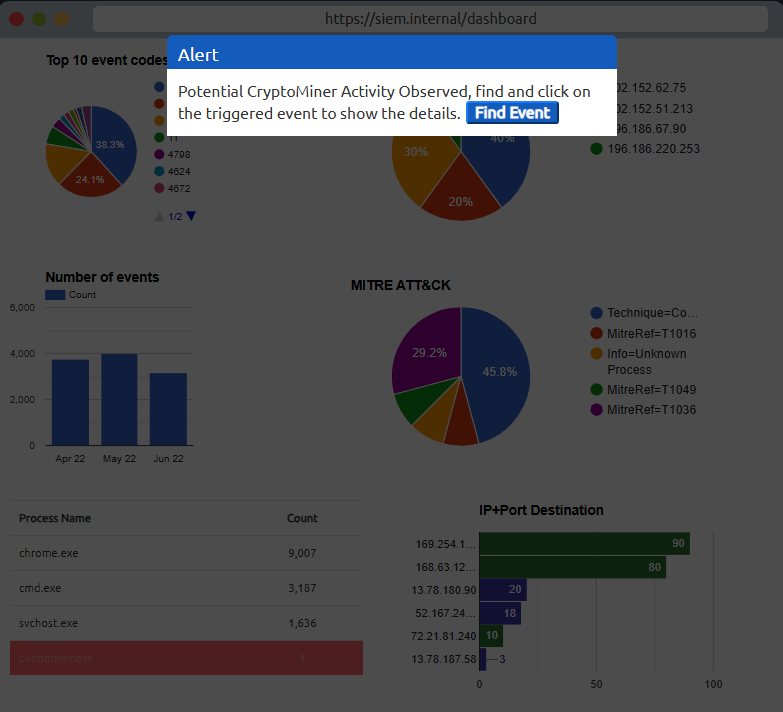 https://siem.internal/dashboard
Top 10 event codes
Alert
Potential CryptoMiner Activity Observed, find and click on
the triggered event to show the details. Find Event
02.152.62.75
02.152.51.213
96.186.67.90
196.186.220.253
11
4798
4624
4672
1/2
38.3%
24.1%
40%
30%
20%
Number of events
Count
6,000
4,000
2,000
0
Apr 22 May 22 Jun 22
MITRE ATT&CK
29.2%
45.8%
Technique=Co...
MitreRef=T1016
Info=Unknown
Process
MitreRef=T1049
MitreRef=T1036
Process Name Count
chrome.exe 9,007
cmd.exe 3,187
svchost.exe 1,636
codeminer.exe
IP+Port Destination
169.254.1... 90
168.63.12... 80
13.78.180.90 20
52.167.24... 18
72.21.81.240 10
13.78.187.58 3
0 50 100